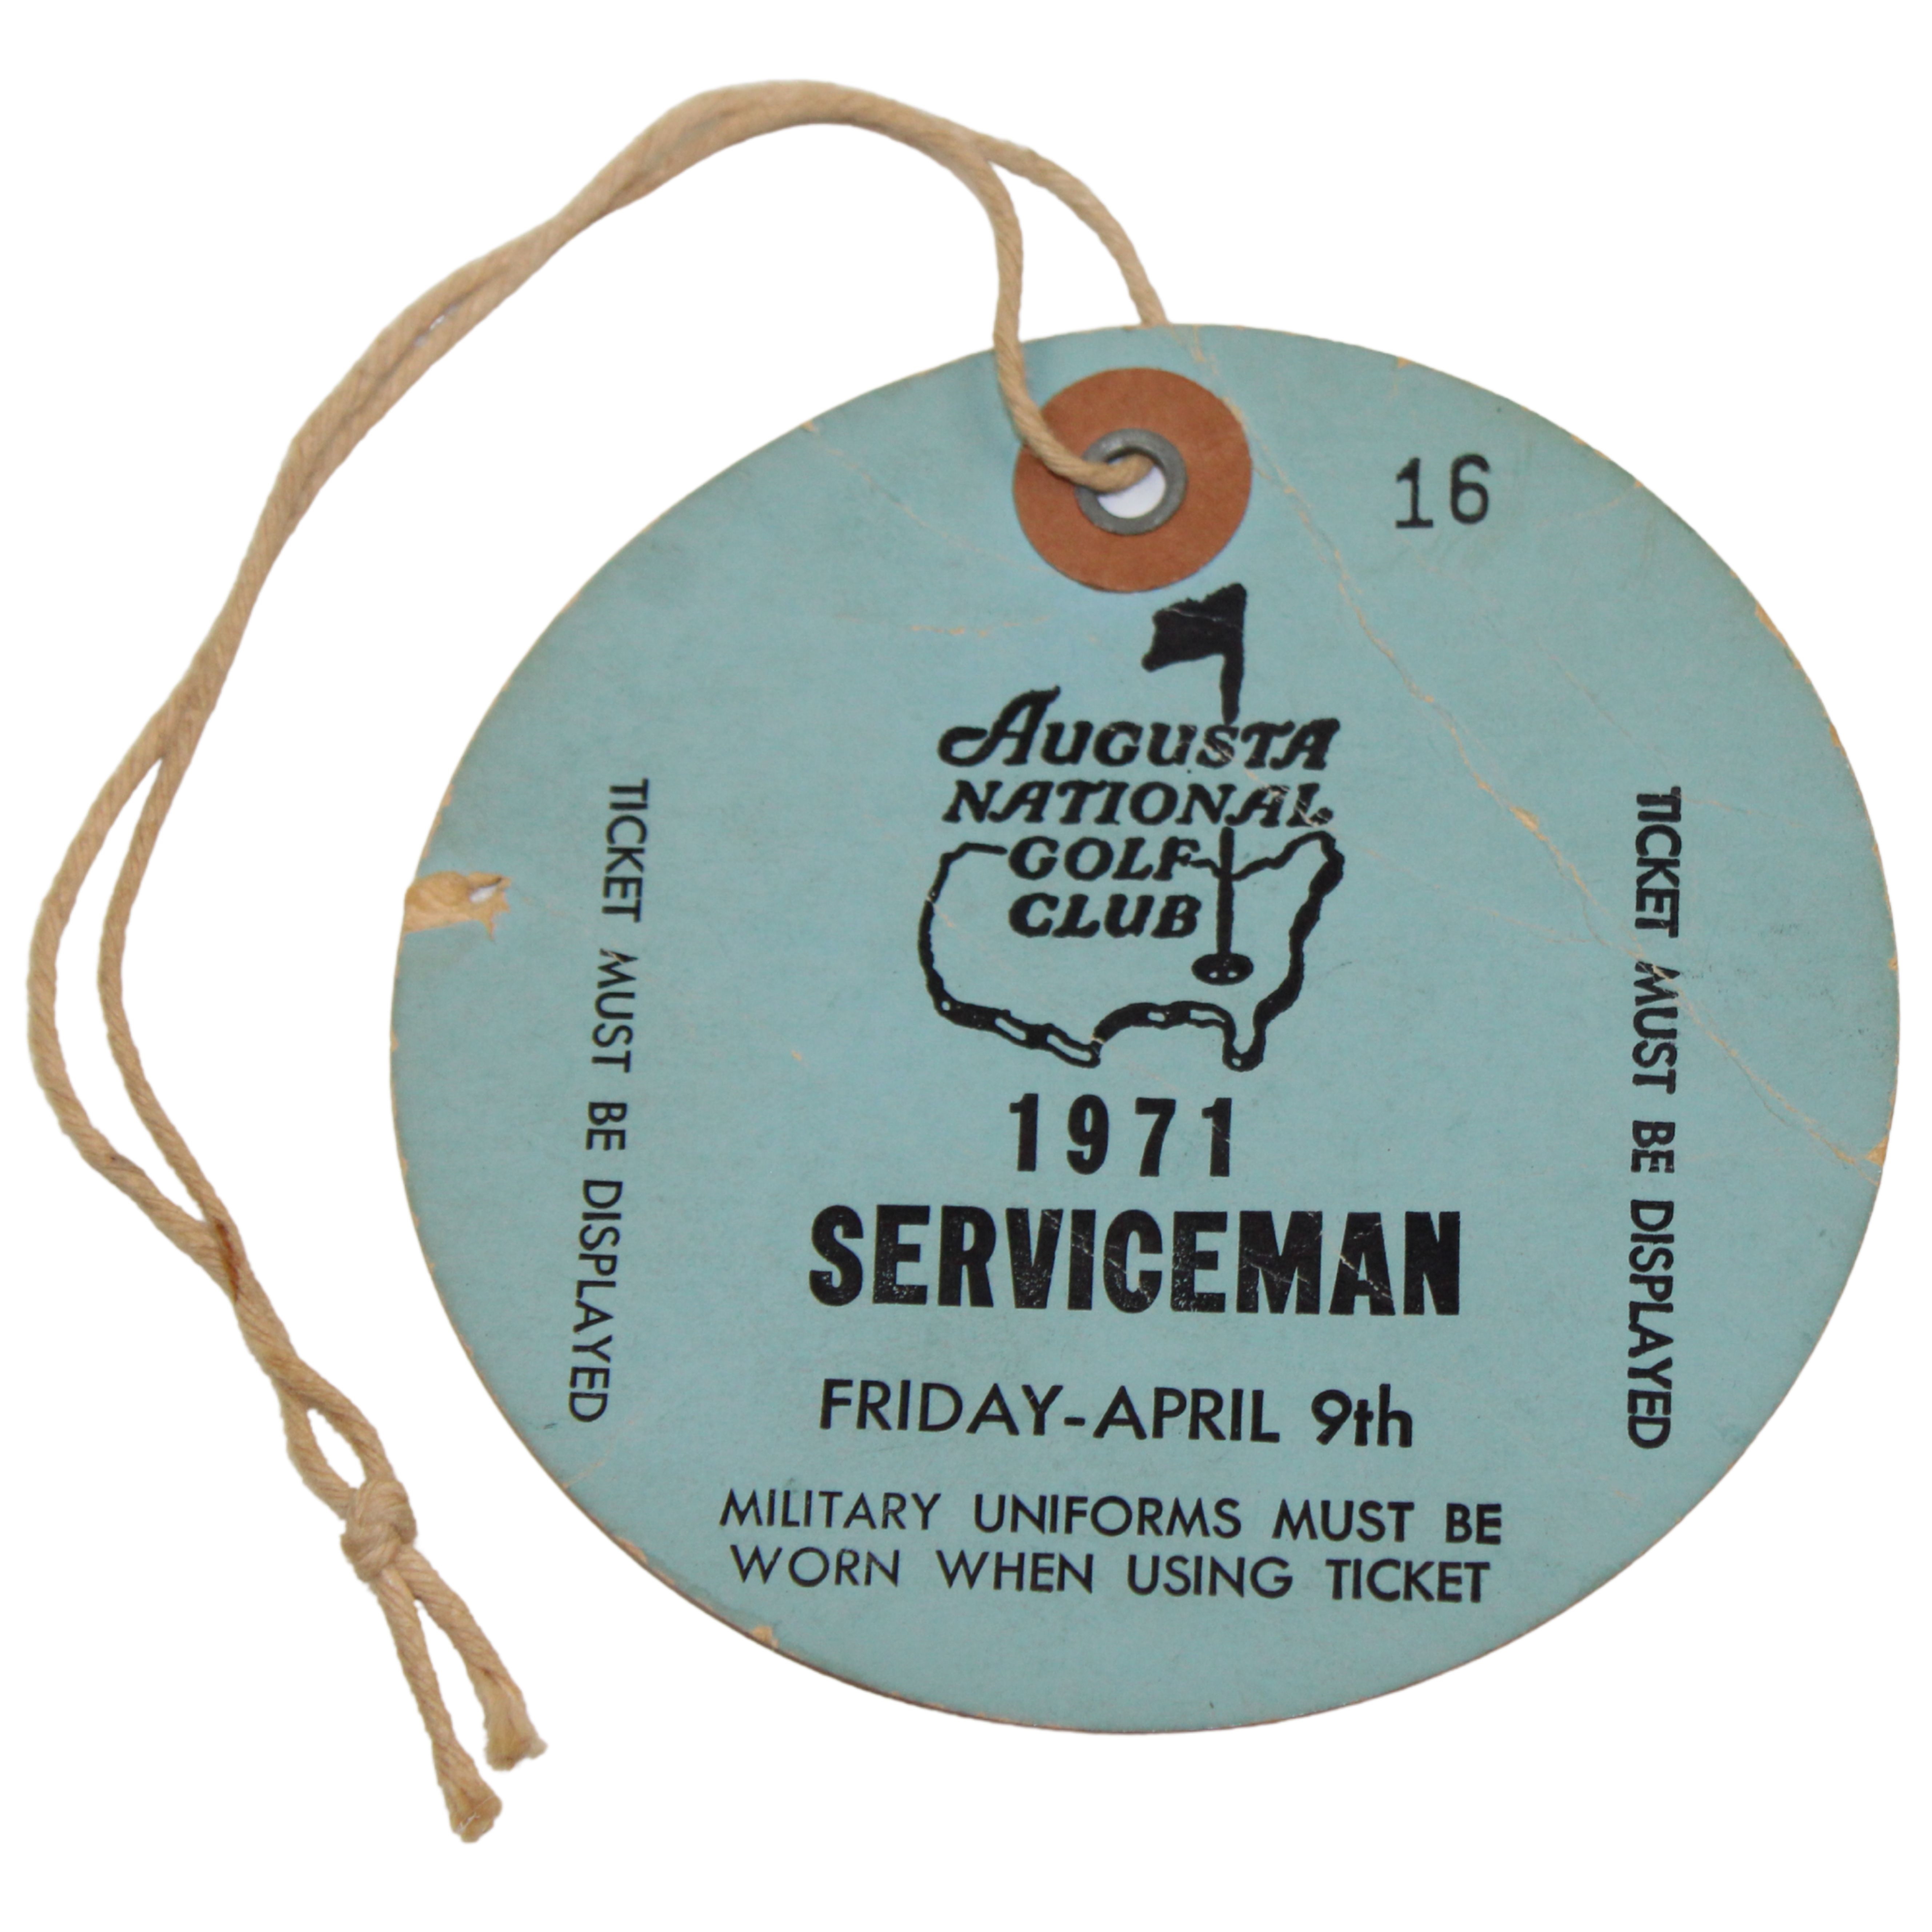 16
Augusta
NATIONAL
GOLF
CLUB
1971
SERVICEMAN
FRIDAY-APRIL 9th
MILITARY UNIFORMS MUST BE
WORN WHEN USING TICKET
TICKET MUST BE DISPLAYED
TICKET MUST BE DISPLAYED